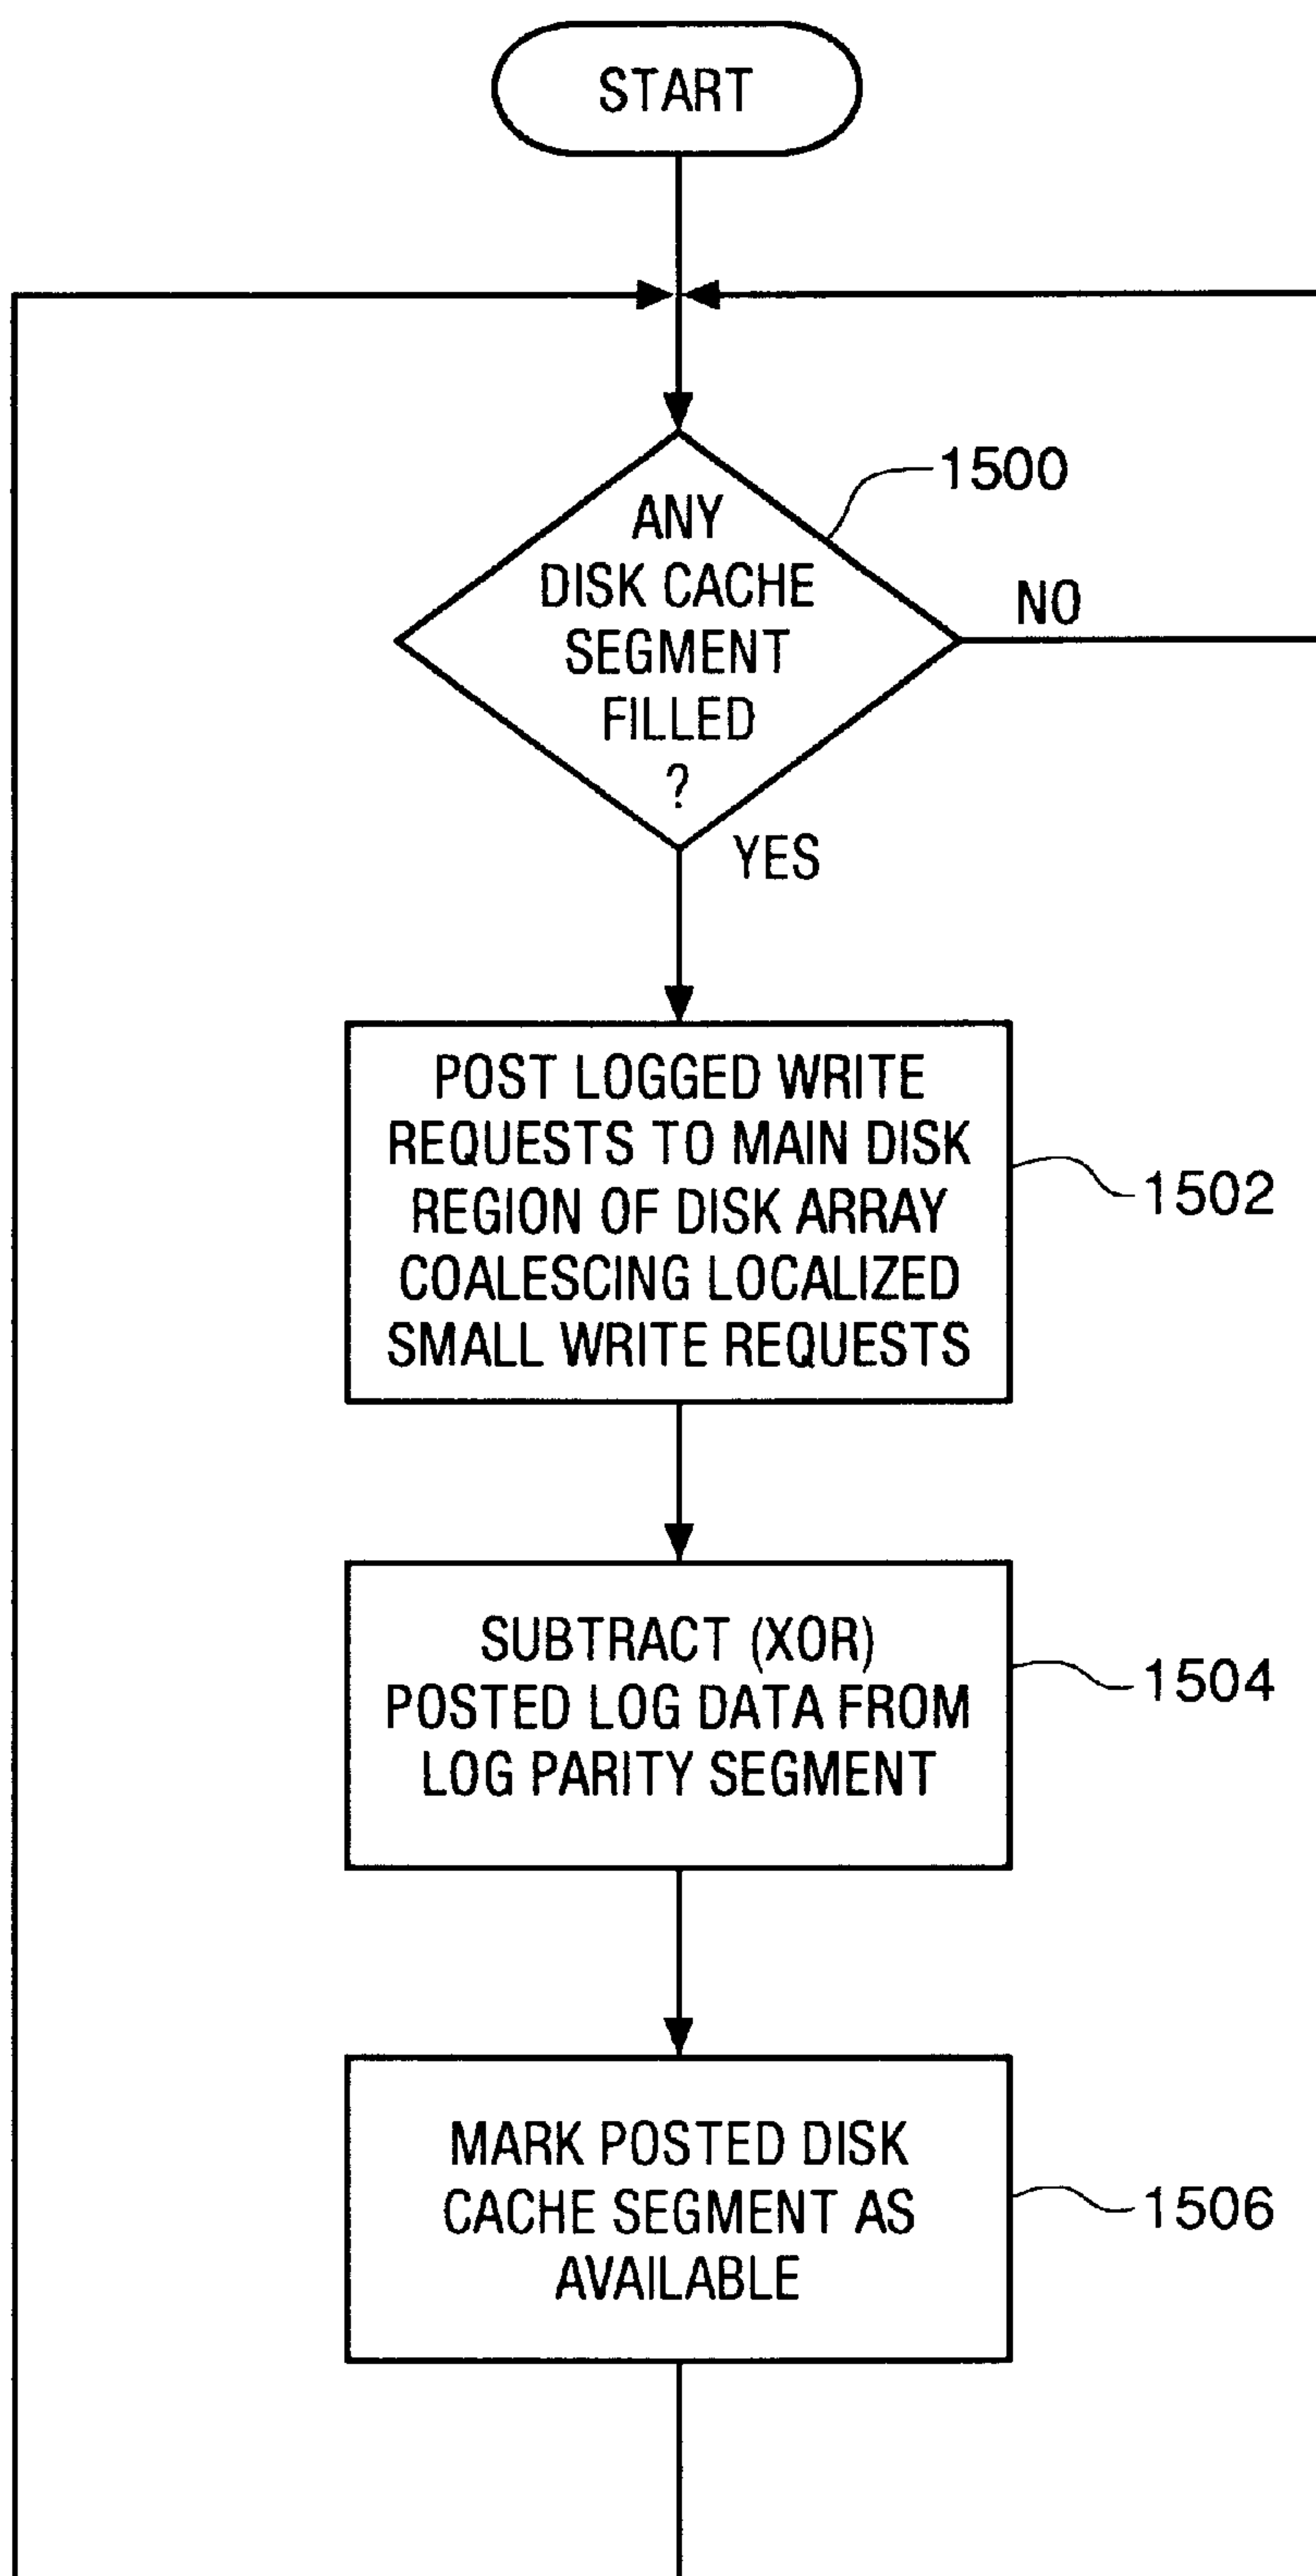 START
1500
ANY
DISK CACHE
SEGMENT
FILLED
?
NO
YES
POST LOGGED WRITE
REQUESTS TO MAIN DISK
REGION OF DISK ARRAY
COALESCING LOCALIZED
SMALL WRITE REQUESTS
1502
SUBTRACT (XOR)
POSTED LOG DATA FROM
LOG PARITY SEGMENT
1504
MARK POSTED DISK
CACHE SEGMENT AS
AVAILABLE
1506